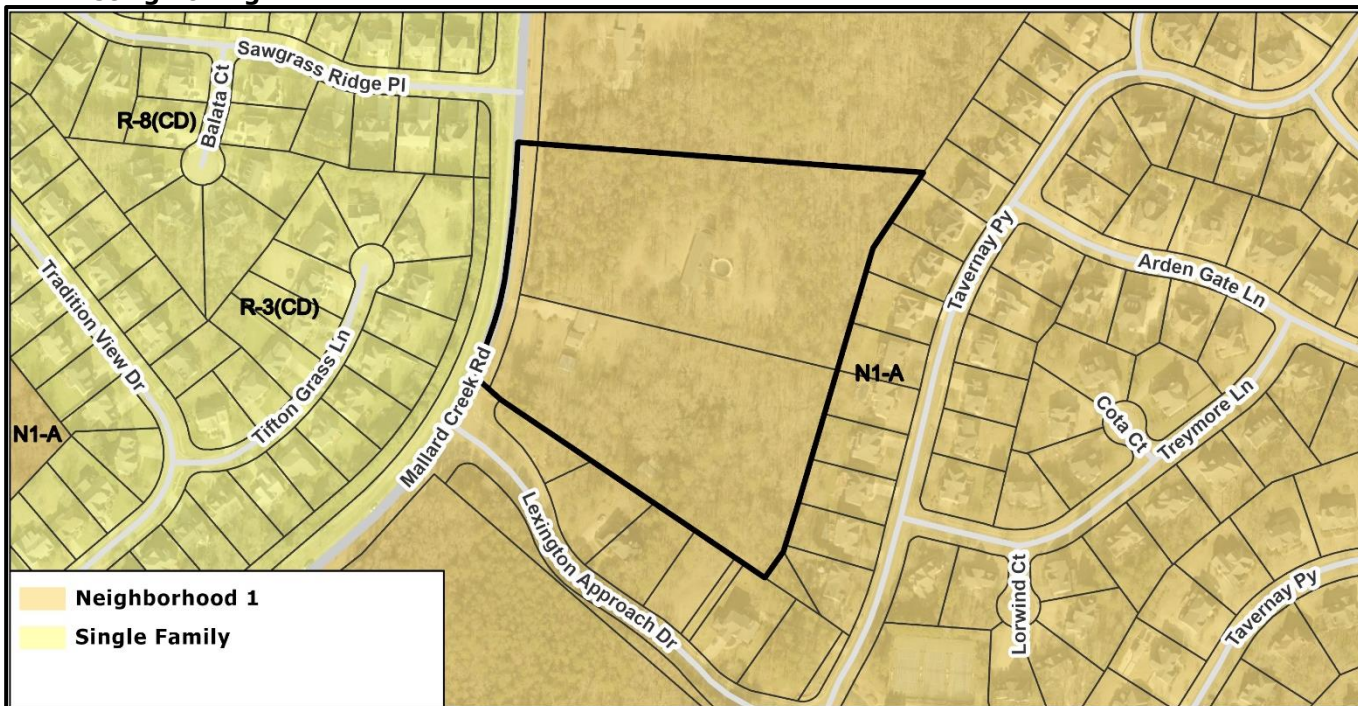 Sawgrass Ridge Pl
Balata Ct
R-8(CD)
Tavernay Py
Arden Gate Ln
Tradition View Dr
R-3(CD)
Tifton Grass Ln
Mallard Creek Rd
N1-A
N1-A
Cota Ct
Treymore Ln
Lexington Approach Dr
Lorwind Ct
Tavernay Py
Neighborhood 1
Single Family